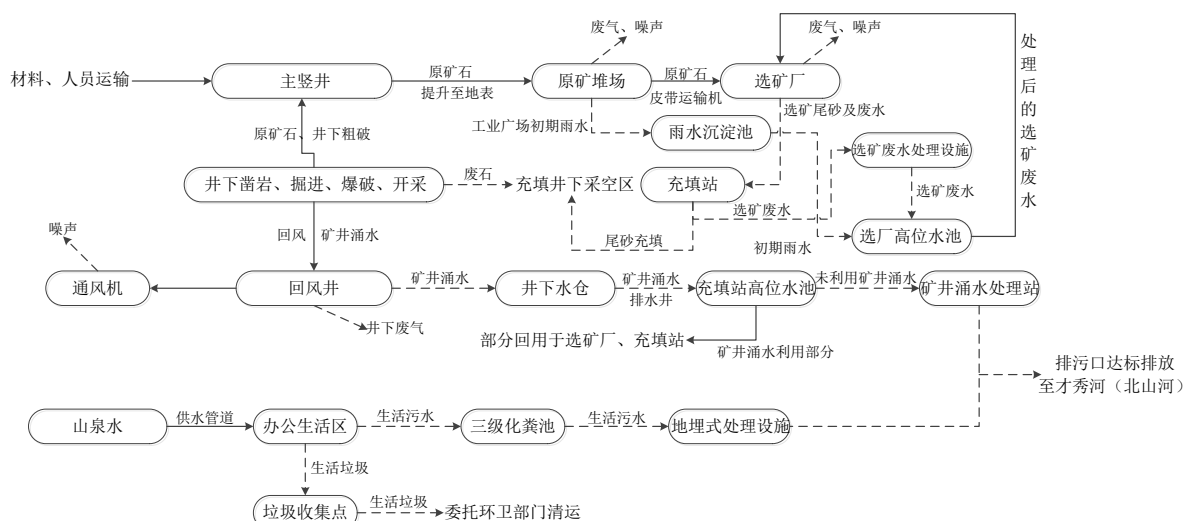 废气、噪声
废气、噪声
处理后的选矿废水
材料、人员运输
主竖井
原矿石
提升至地表
原矿堆场
原矿石
皮带运输机
选矿厂
选矿尾砂及废水
工业广场初期雨水
雨水沉淀池
原矿石、井下粗破
选矿废水处理设施
井下凿岩、掘进、爆破、开采
废石
充填井下采空区
充填站
选矿废水
选矿废水
尾砂充填
初期雨水
选厂高位水池
噪声
回风
矿井涌水
通风机
回风井
矿井涌水
井下水仓
矿井涌水
排水井
充填站高位水池
未利用矿井涌水
矿井涌水处理站
井下废气
部分回用于选矿厂、充填站
矿井涌水利用部分
排污口达标排放
至才秀河（北山河）
山泉水
供水管道
办公生活区
生活污水
三级化粪池
生活污水
地埋式处理设施
生活垃圾
垃圾收集点
生活垃圾
委托环卫部门清运